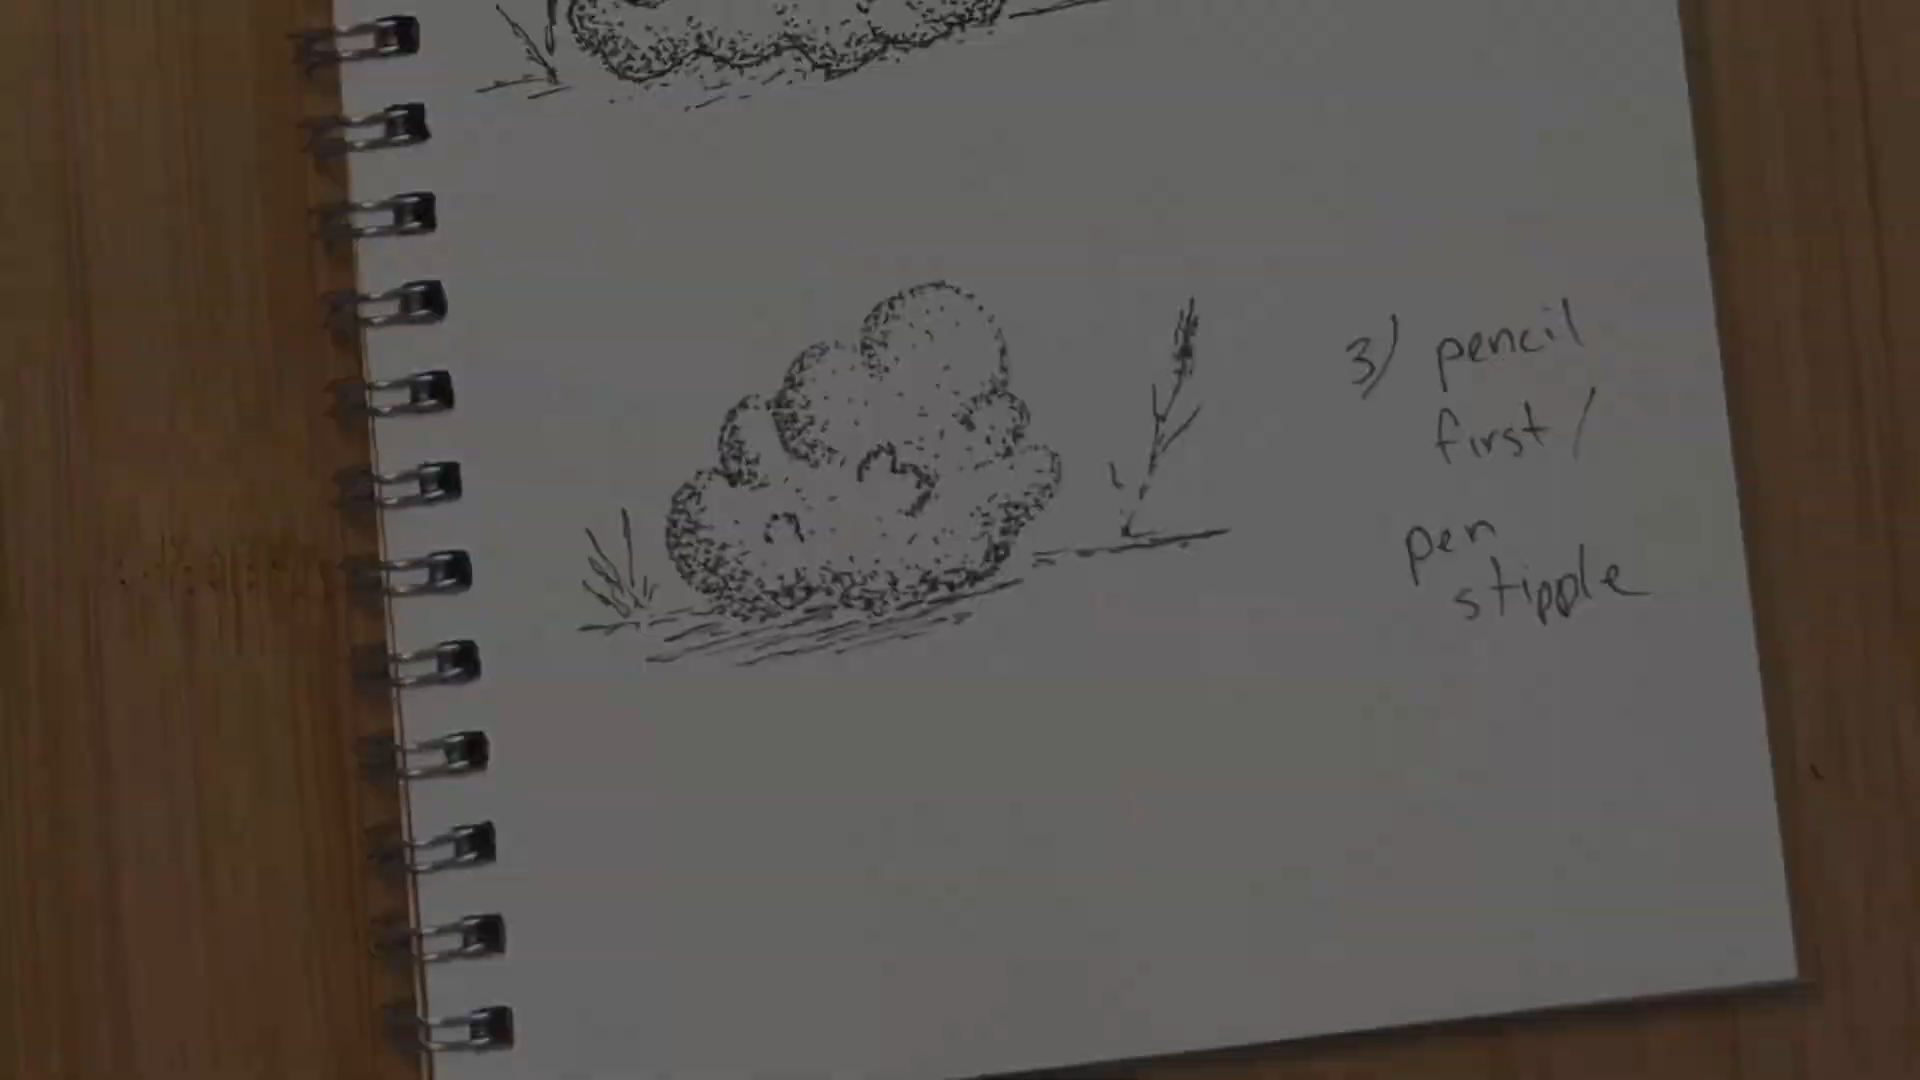 3) pencil
first/
pen
stipple